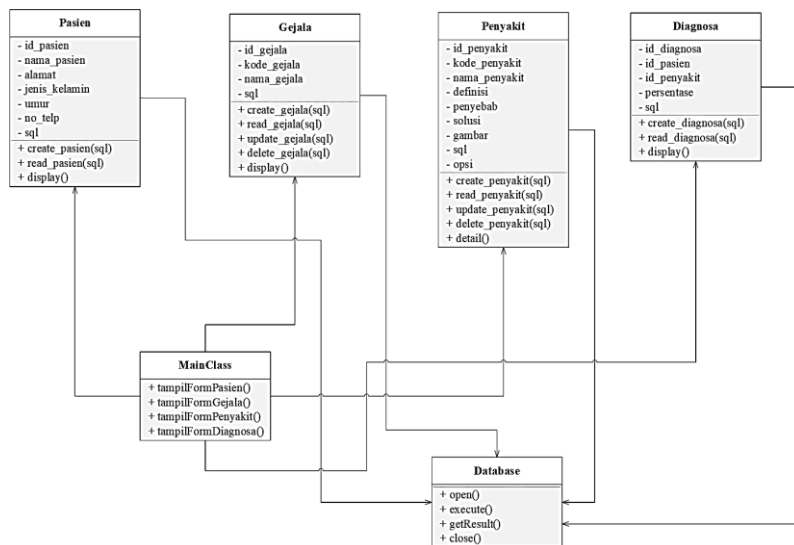 Pasien
- id_pasien
- nama_pasien
- alamat
- jenis_kelamin
- umur
- no_telp
- sql
+ create_pasien(sql)
+ read_pasien(sql)
+ display()
Gejala
- id_gejala
- kode_gejala
- nama_gejala
- sql
+ create_gejala(sql)
+ read_gejala(sql)
+ update_gejala(sql)
+ delete_gejala(sql)
+ display()
Penyakit
- id_penyakit
- kode_penyakit
- nama_penyakit
- definisi
- penyebab
- solusi
- gambar
- sql
- opsi
+ create_penyakit(sql)
+ read_penyakit(sql)
+ update_penyakit(sql)
+ delete_penyakit(sql)
+ detail()
Diagnosa
- id_diagnosa
- id_pasien
- id_penyakit
- persentase
- sql
+ create_diagnosa(sql)
+ read_diagnosa(sql)
+ display()
MainClass
+ tampilFormPasien()
+ tampilFormGejala()
+ tampilFormPenyakit()
+ tampilFormDiagnosa()
Database
+ open()
+ execute()
+ getResult()
+ close()